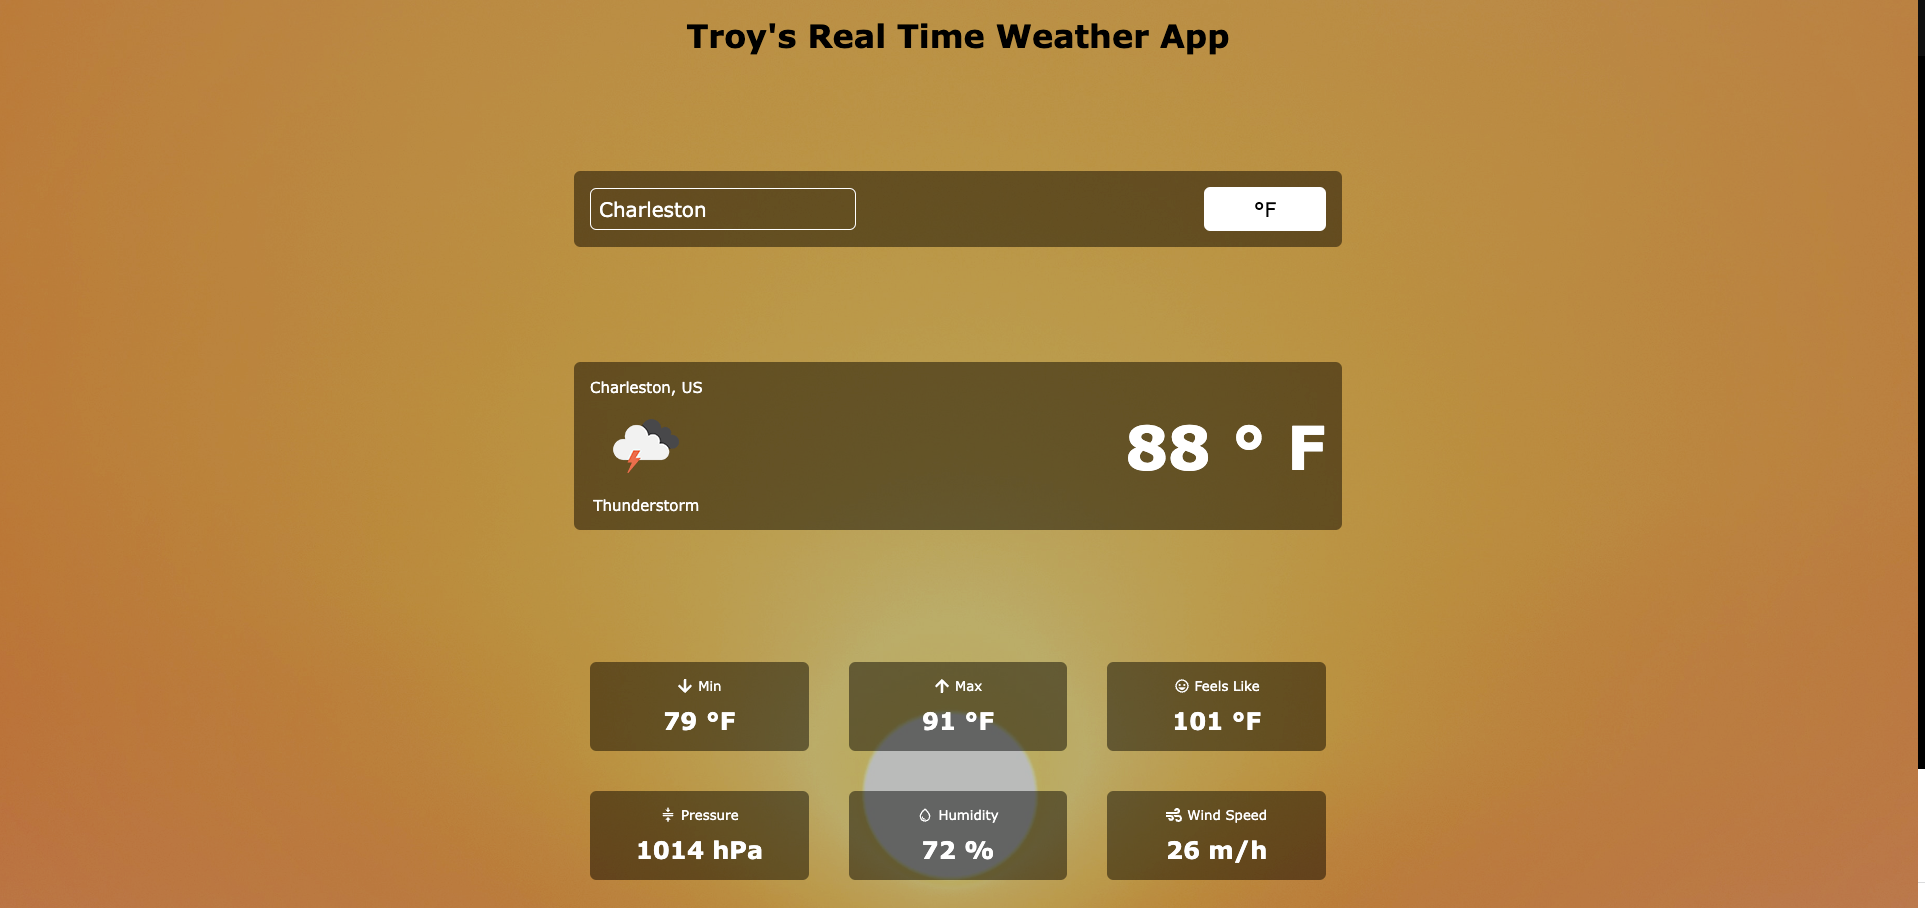 Troy's Real Time Weather App
Charleston
°F
Charleston, US
88 ° F
Thunderstorm
Min
79 °F
Max
91 °F
Feels Like
101 °F
Pressure
1014 hPa
Humidity
72 %
Wind Speed
26 m/h